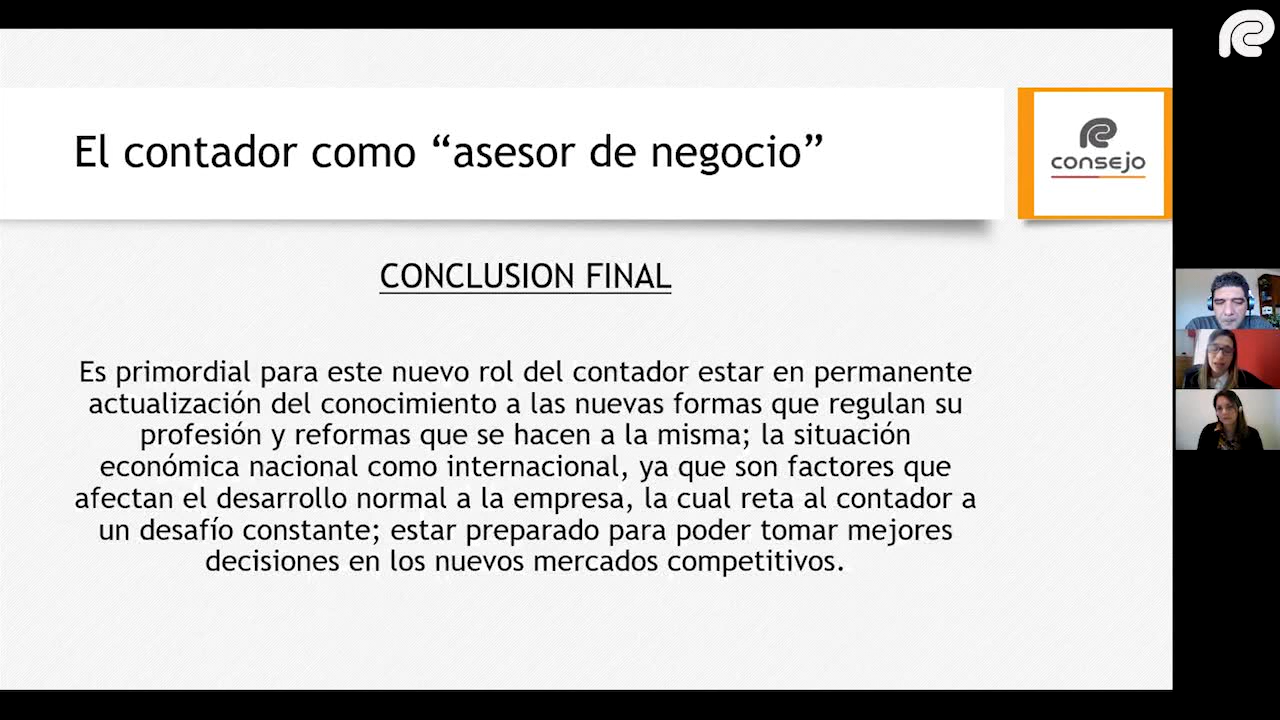 El contador como “asesor de negocio”
consejo
CONCLUSION FINAL
Es primordial para este nuevo rol del contador estar en permanente
actualización del conocimiento a las nuevas formas que regulan su
profesión y reformas que se hacen a la misma; la situación
económica nacional como internacional, ya que son factores que
afectan el desarrollo normal a la empresa, la cual reta al contador a
un desafío constante; estar preparado para poder tomar mejores
decisiones en los nuevos mercados competitivos.